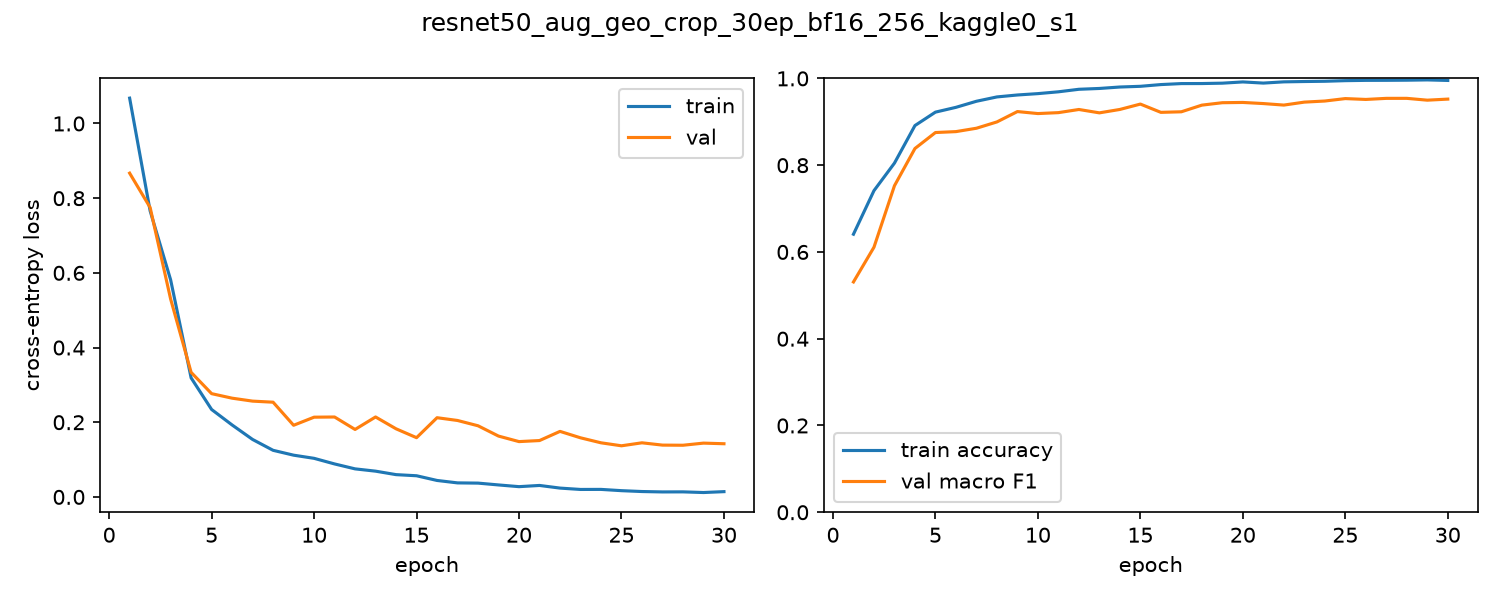 resnet50_aug_geo_crop_30ep_bf16_256_kaggle0_s1
cross-entropy loss
1.0
0.8
0.6
0.4
0.2
0.0
train
val
0 5 10 15 20 25 30
epoch
1.0
0.8
0.6
0.4
0.2
0.0
train accuracy
val macro F1
0 5 10 15 20 25 30
epoch